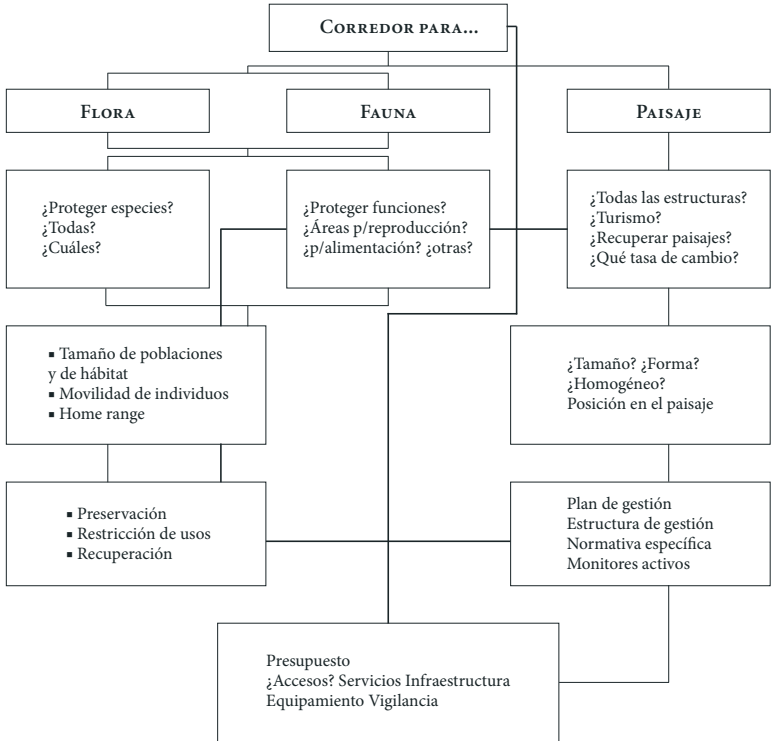 Corredor para...
Flora
Fauna
Paisaje
¿Proteger especies?
¿Todas?
¿Cuáles?
¿Proteger funciones?
¿Áreas p/reproducción?
¿p/alimentación? ¿otras?
¿Todas las estructuras?
¿Turismo?
¿Recuperar paisajes?
¿Qué tasa de cambio?
▪ Tamaño de poblaciones
y de hábitat
▪ Movilidad de individuos
▪ Home range
¿Tamaño? ¿Forma?
¿Homogéneo?
Posición en el paisaje
▪ Preservación
▪ Restricción de usos
▪ Recuperación
Plan de gestión
Estructura de gestión
Normativa específica
Monitores activos
Presupuesto
¿Accesos? Servicios Infraestructura
Equipamiento Vigilancia